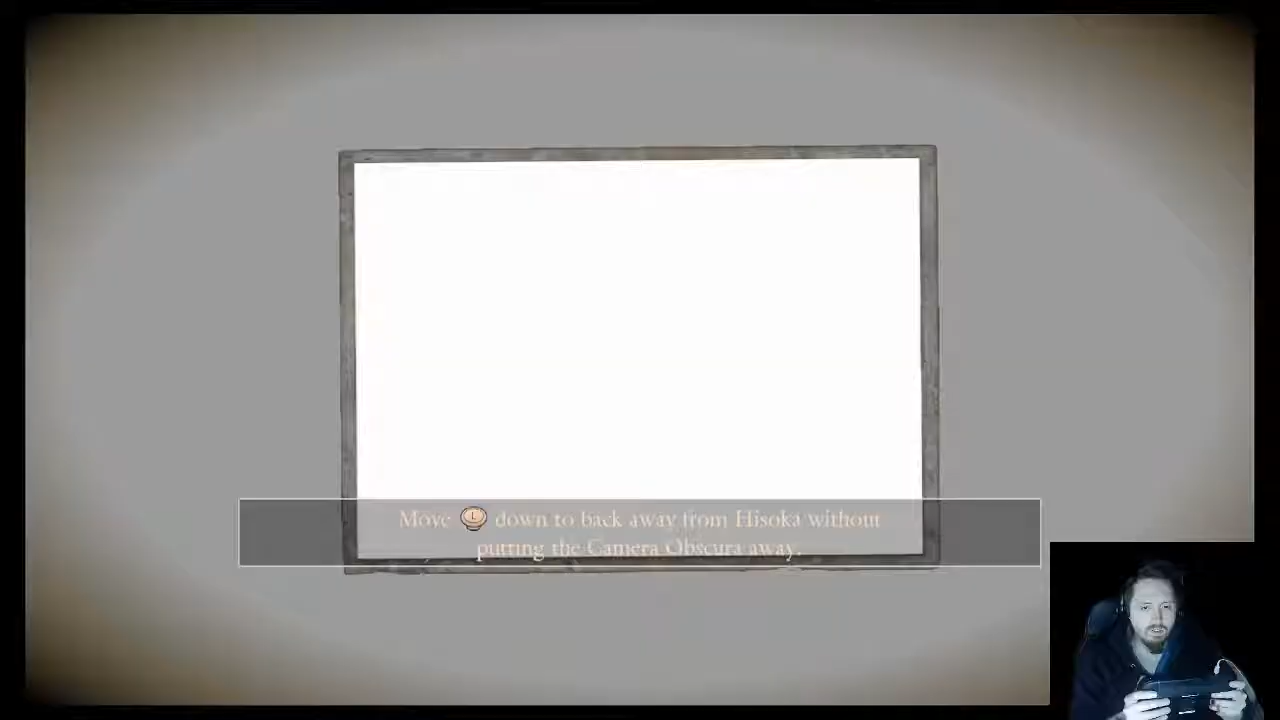 Move L down to back away from Hisoka without
putting the Camera Obscura away.